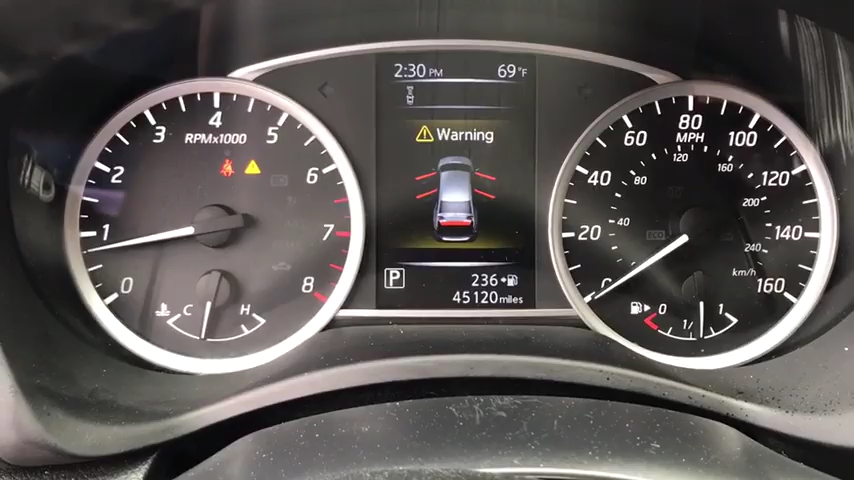 2:30 PM 69°F
Warning
P
236
45120 miles
RPMx1000
0
1
2
3
4
5
6
7
8
C H
MPH
0
20
40
60
80
100
120
140
160
40
80
120
160
200
240
km/h
ECO
0 1/ 1